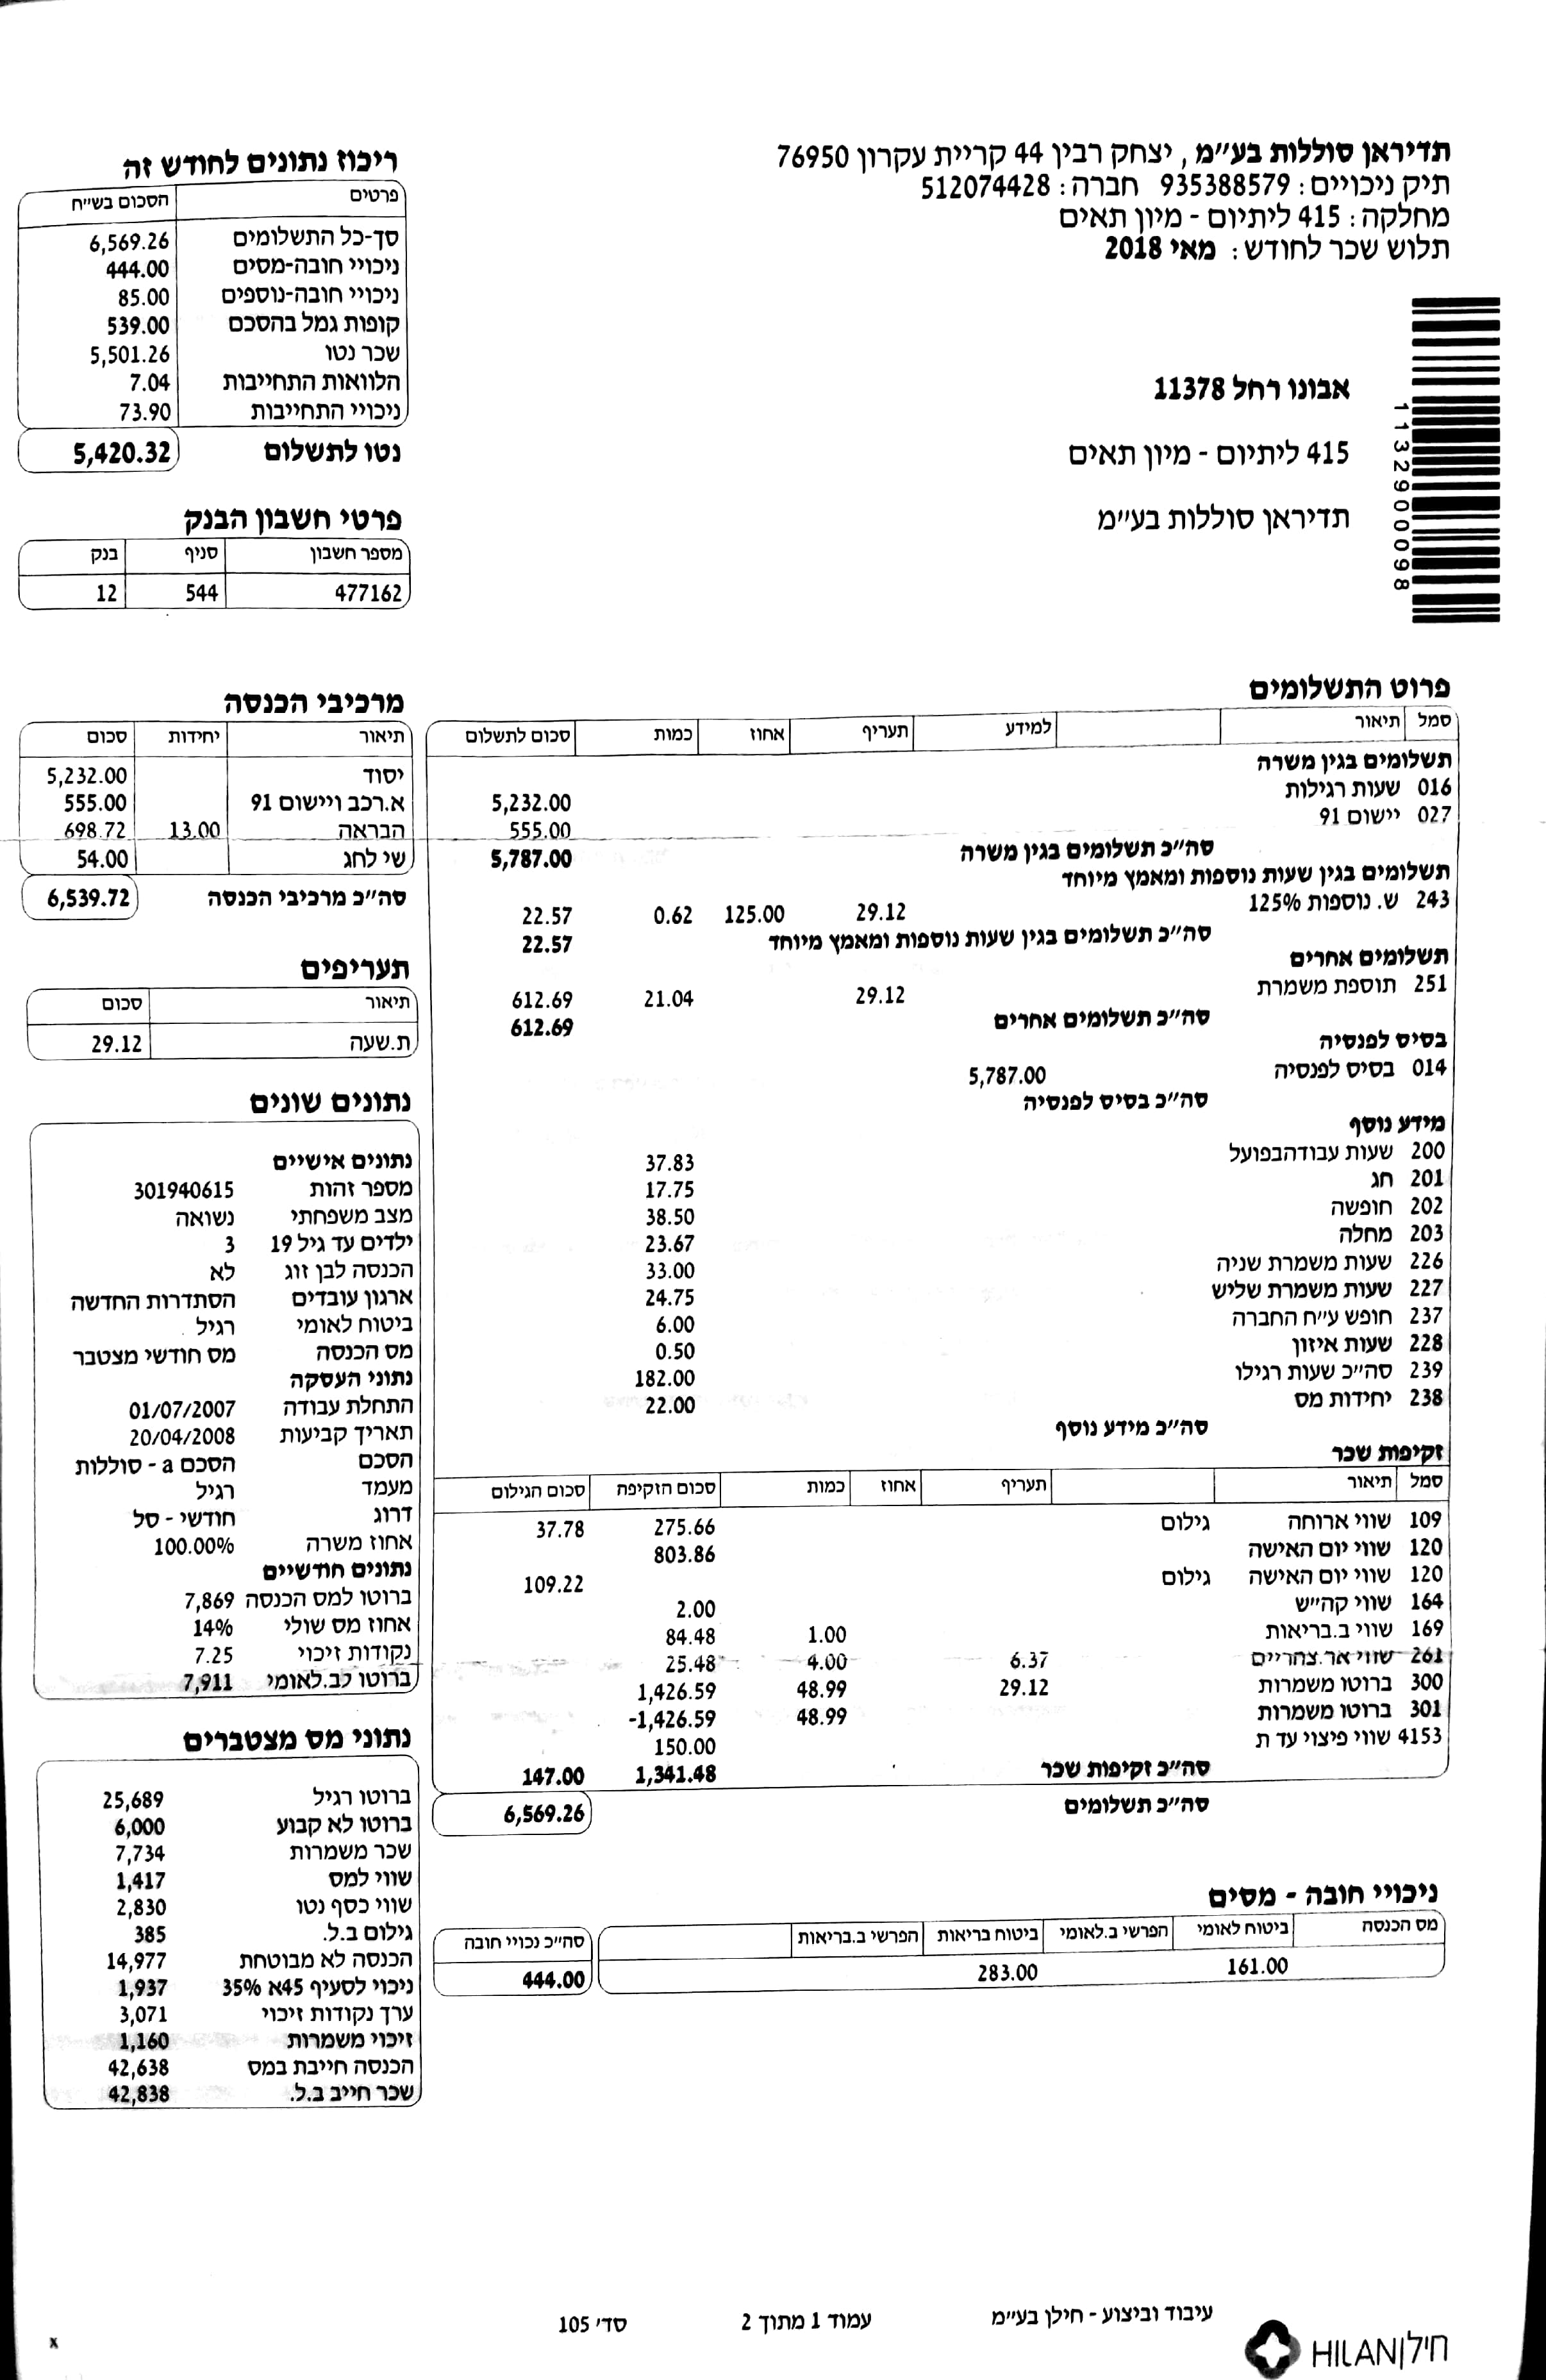 תדיראן סוללות בע"מ, יצחק רבין 44 קריית עקרון 76950
תיק ניכויים: 935388579 חברה: 512074428
מחלקה: 415 ליתיום - מיון תאים
תלוש שכר לחודש: מאי 2018
1132900098
אבונו רחל 11378
415 ליתיום - מיון תאים
תדיראן סוללות בע"מ
ריכוז נתונים לחודש זה
פרטים הסכום בש"ח
סך-כל התשלומים 6,569.26
ניכויי חובה-מסים 444.00
ניכויי חובה-נוספים 85.00
קופות גמל בהסכם 539.00
שכר נטו 5,501.26
הלוואות התחייבות 7.04
ניכויי התחייבות 73.90
נטו לתשלום 5,420.32
פרטי חשבון הבנק
מספר חשבון סניף בנק
477162 544 12
פרוט התשלומים
סמל תיאור למידע תעריף אחוז כמות סכום לתשלום
תשלומים בגין משרה
016 שעות רגילות 5,232.00
027 יישום 91 555.00
סה"כ תשלומים בגין משרה 5,787.00
תשלומים בגין שעות נוספות ומאמץ מיוחד
243 ש. נוספות 125% 29.12 125.00 0.62 22.57
סה"כ תשלומים בגין שעות נוספות ומאמץ מיוחד 22.57
תשלומים אחרים
251 תוספת משמרת 29.12 21.04 612.69
סה"כ תשלומים אחרים 612.69
בסיס לפנסיה
014 בסיס לפנסיה 5,787.00
סה"כ בסיס לפנסיה
מידע נוסף
200 שעות עבודהבפועל 37.83
201 חג 17.75
202 חופשה 38.50
203 מחלה 23.67
226 שעות משמרת שניה 33.00
227 שעות משמרת שליש 24.75
237 חופש ע"ח החברה 6.00
228 שעות איזון 0.50
239 סה"כ שעות רגילו 182.00
238 יחידות מס 22.00
סה"כ מידע נוסף
זקיפות שכר
סמל תיאור תעריף אחוז כמות סכום הזקיפה סכום הגילום
109 שווי ארוחה גילום 275.66 37.78
120 שווי יום האישה 803.86
120 שווי יום האישה גילום 109.22
164 שווי קה"ש 2.00
169 שווי ב.בריאות 1.00 84.48
261 שווי אר.צהריים 6.37 4.00 25.48
300 ברוטו משמרות 29.12 48.99 1,426.59
301 ברוטו משמרות 48.99 -1,426.59
4153 שווי פיצוי עד ת 150.00
סה"כ זקיפות שכר 1,341.48 147.00
סה"כ תשלומים 6,569.26
מרכיבי הכנסה
תיאור יחידות סכום
יסוד 5,232.00
א.רכב ויישום 91 555.00
הבראה 13.00 698.72
שי לחג 54.00
סה"כ מרכיבי הכנסה 6,539.72
תעריפים
תיאור סכום
ת.שעה 29.12
נתונים שונים
נתונים אישיים
מספר זהות 301940615
מצב משפחתי נשואה
ילדים עד גיל 19 3
הכנסה לבן זוג לא
ארגון עובדים הסתדרות החדשה
ביטוח לאומי רגיל
מס הכנסה מס חודשי מצטבר
נתוני העסקה
התחלת עבודה 01/07/2007
תאריך קביעות 20/04/2008
הסכם הסכם a - סוללות
מעמד רגיל
דרוג חודשי - סל
אחוז משרה 100.00%
נתונים חודשיים
ברוטו למס הכנסה 7,869
אחוז מס שולי 14%
נקודות זיכוי 7.25
ברוטו לב.לאומי 7,911
נתוני מס מצטברים
ברוטו רגיל 25,689
ברוטו לא קבוע 6,000
שכר משמרות 7,734
שווי למס 1,417
שווי כסף נטו 2,830
גילום ב.ל. 385
הכנסה לא מבוטחת 14,977
ניכוי לסעיף 45א 35% 1,937
ערך נקודות זיכוי 3,071
זיכוי משמרות 1,160
הכנסה חייבת במס 42,638
שכר חייב ב.ל. 42,838
ניכויי חובה - מסים
מס הכנסה ביטוח לאומי הפרשי ב.לאומי ביטוח בריאות הפרשי ב.בריאות סה"כ נכויי חובה
161.00 283.00 444.00
עיבוד וביצוע - חילן בע"מ עמוד 1 מתוך 2 סד' 105
x
חילן HILAN